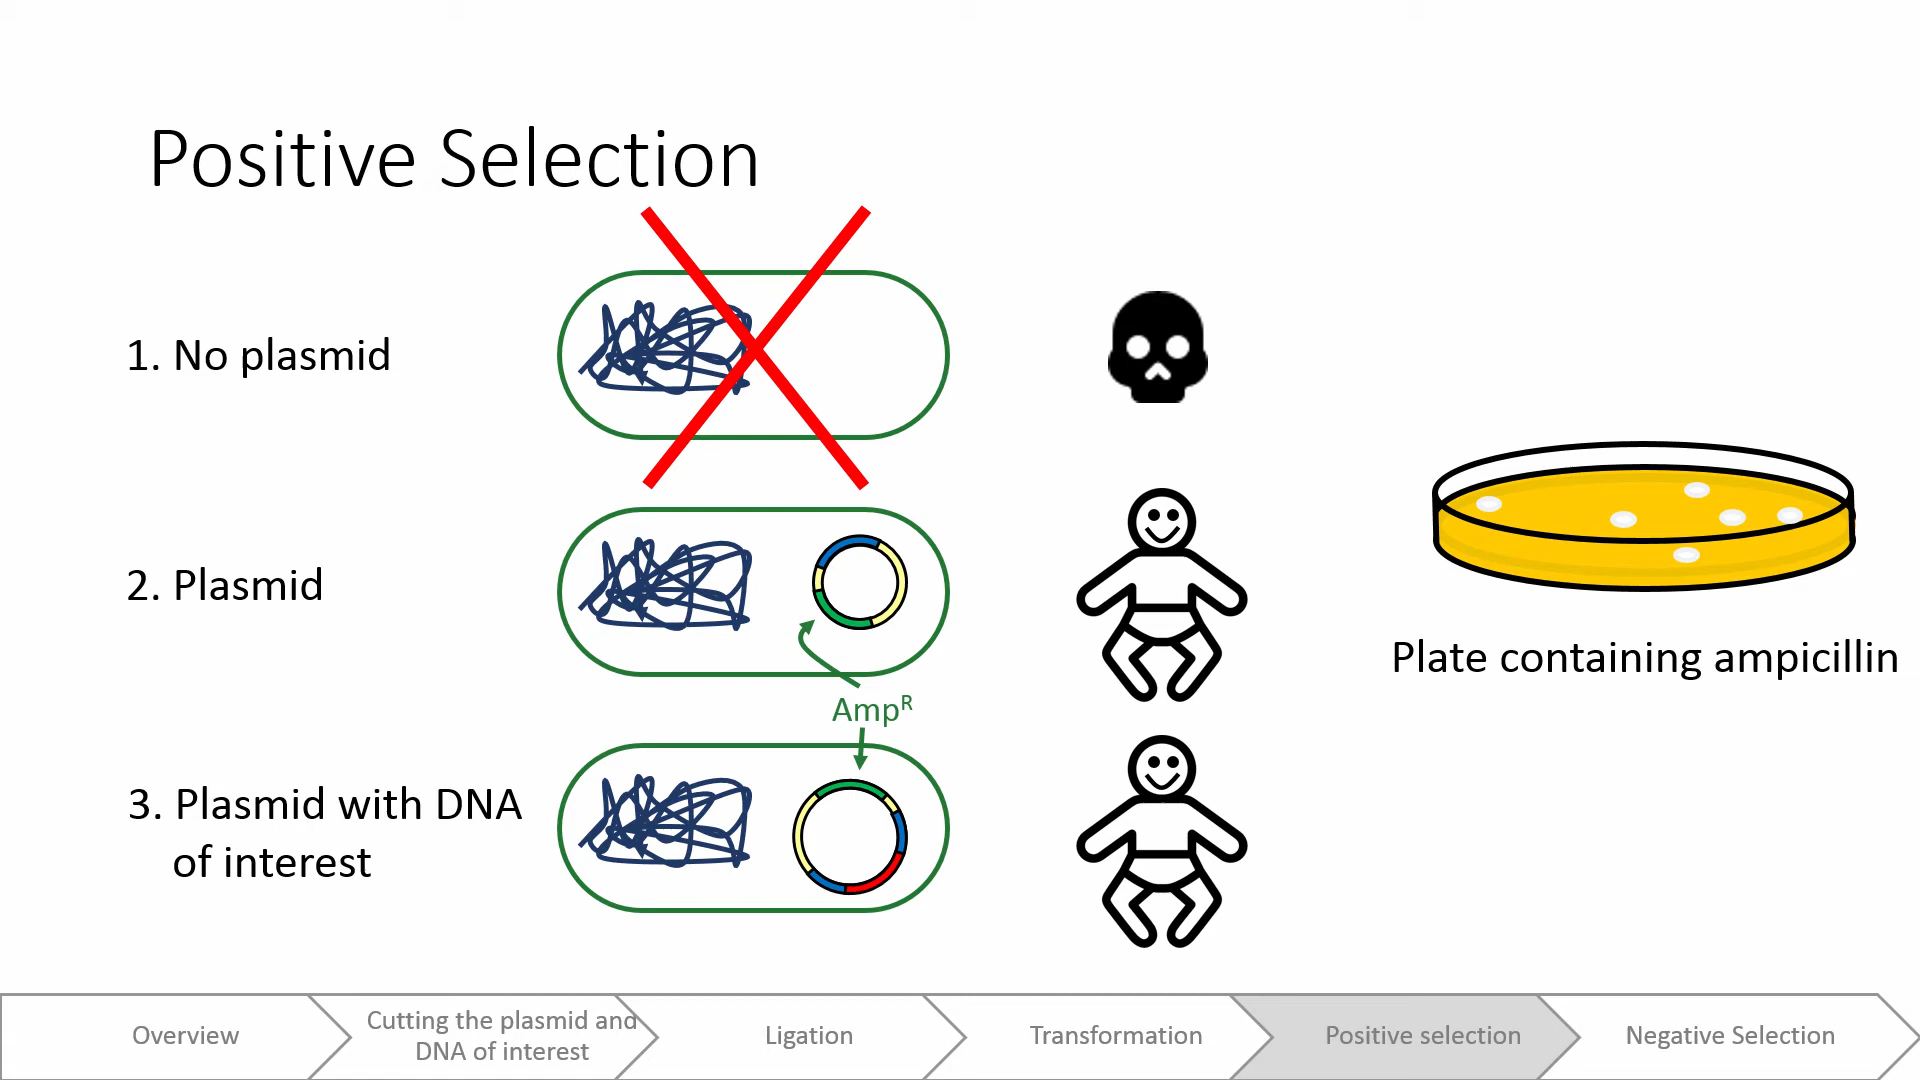 Positive Selection
1. No plasmid
2. Plasmid
Plate containing ampicillin
Amp^R
3. Plasmid with DNA
of interest
Overview
Cutting the plasmid and
DNA of interest
Ligation
Transformation
Positive selection
Negative Selection